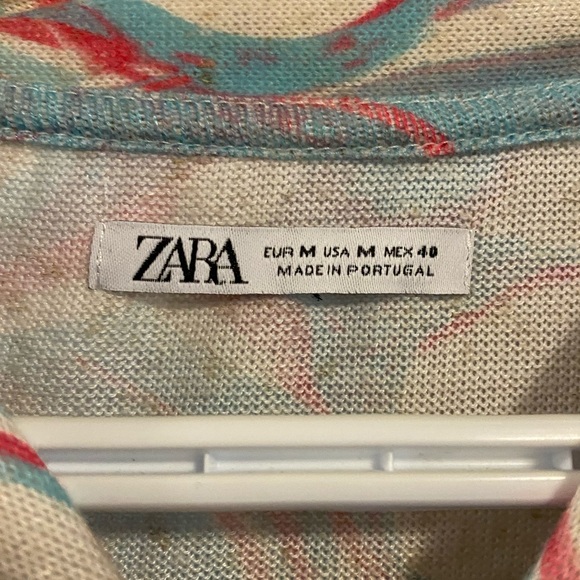 ZARA
EUR M USA M MEX 40
MADE IN PORTUGAL